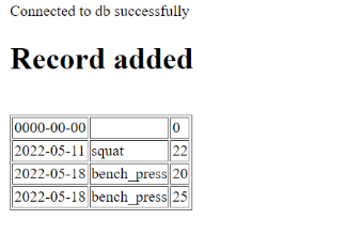 Connected to db successfully
Record added
0000-00-00 0
2022-05-11 squat 22
2022-05-18 bench_press 20
2022-05-18 bench_press 25